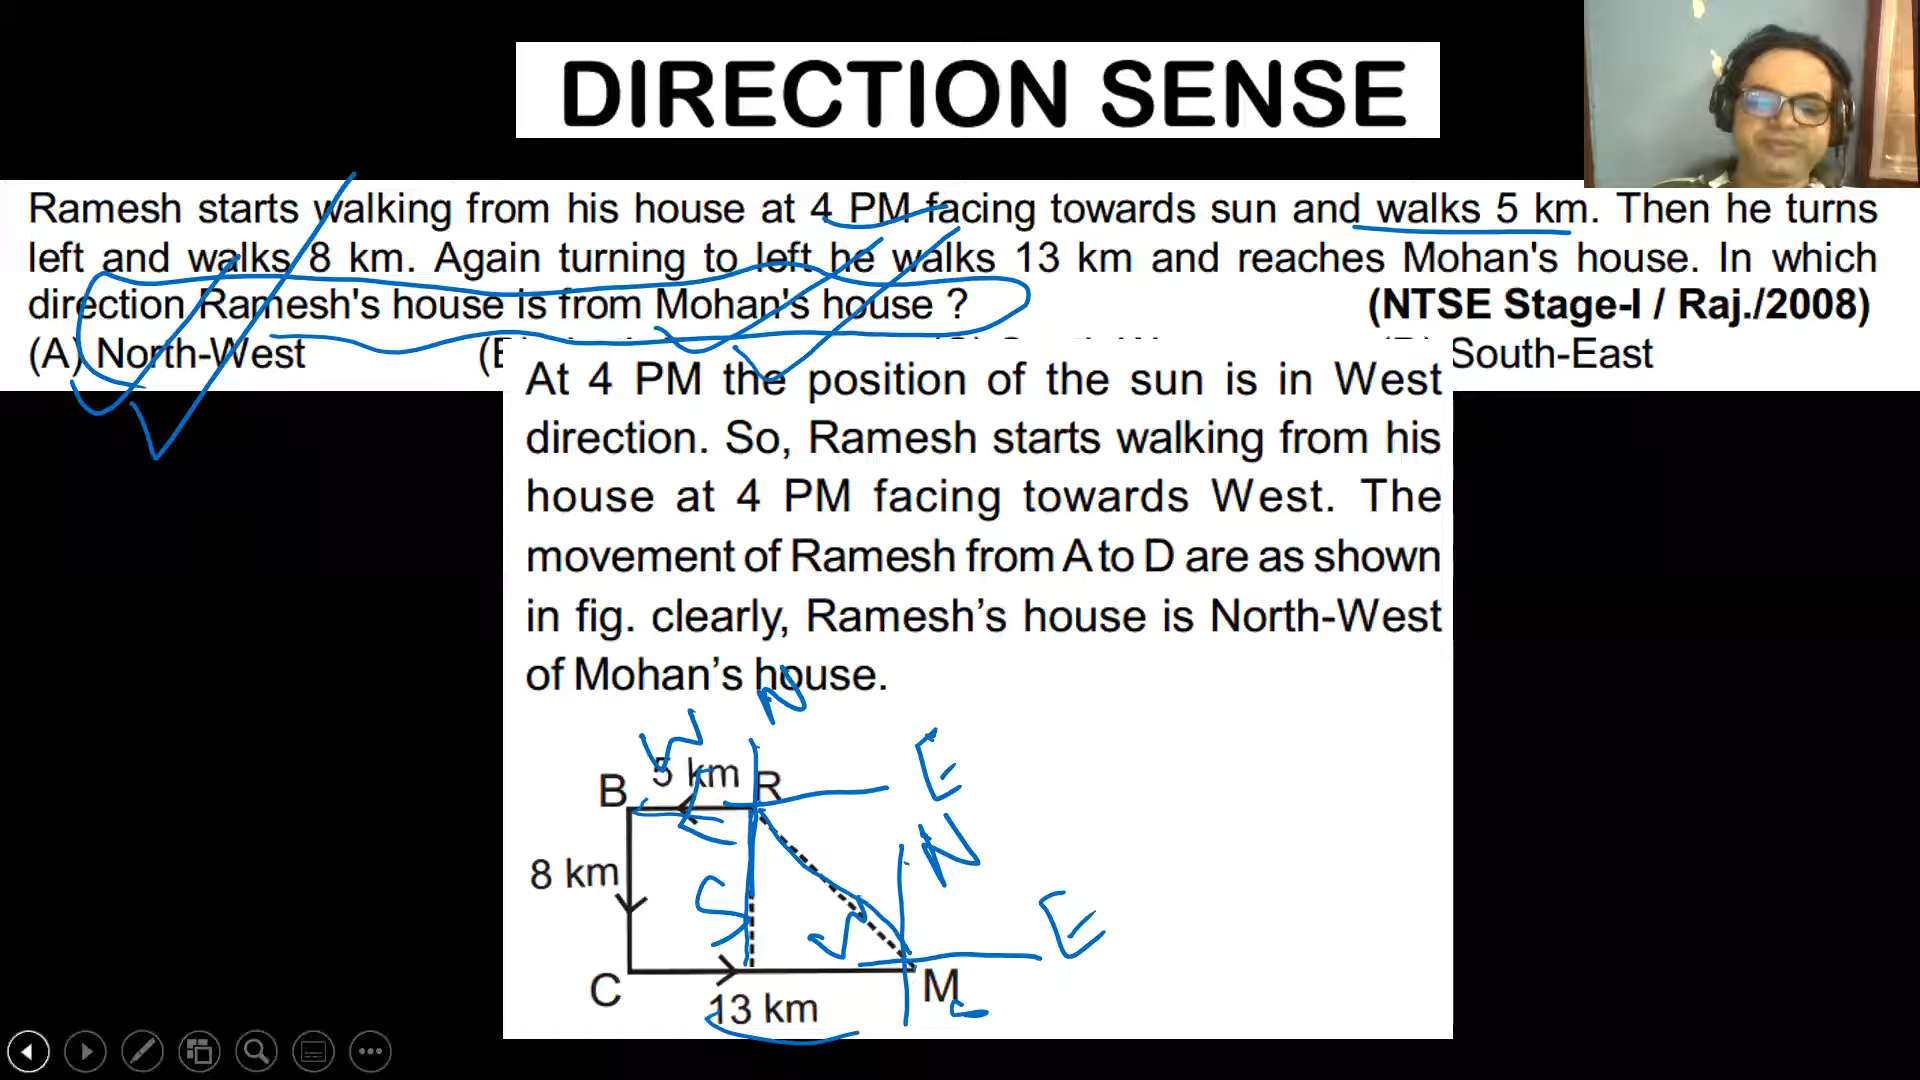 DIRECTION SENSE
Ramesh starts walking from his house at 4 PM facing towards sun and walks 5 km. Then he turns
left and walks 8 km. Again turning to left he walks 13 km and reaches Mohan's house. In which
direction Ramesh's house is from Mohan's house ? (NTSE Stage-I / Raj./2008)
(A) North-West South-East
At 4 PM the position of the sun is in West
direction. So, Ramesh starts walking from his
house at 4 PM facing towards West. The
movement of Ramesh from A to D are as shown
in fig. clearly, Ramesh's house is North-West
of Mohan's house.
N
W
E
B 5 km R
N
8 km
S
E
C M
13 km